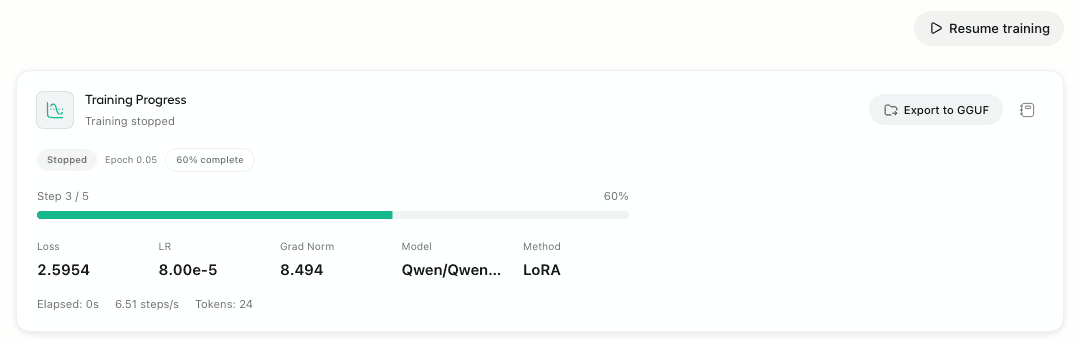 Resume training
Training Progress
Training stopped
Export to GGUF
Stopped Epoch 0.05 60% complete
Step 3 / 5 60%
Loss LR Grad Norm Model Method
2.5954 8.00e-5 8.494 Qwen/Qwen... LoRA
Elapsed: 0s 6.51 steps/s Tokens: 24